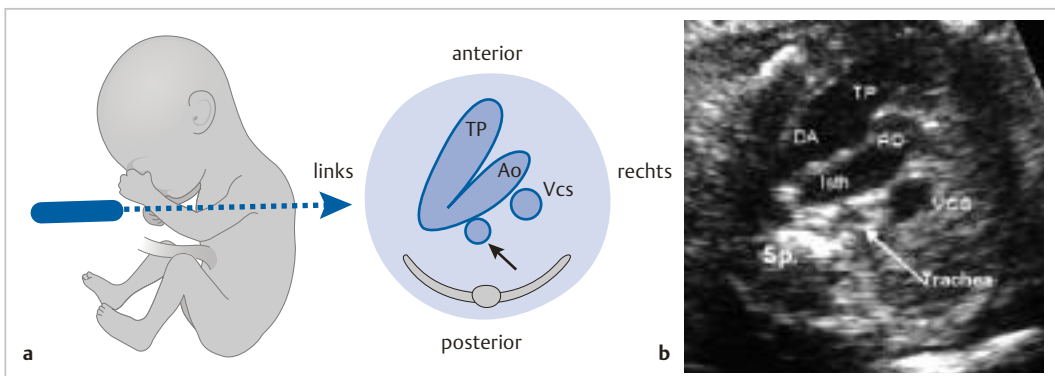 anterior
links
rechts
TP
Ao
Vcs
posterior
a
b
TP
DA
AO
Isth
VCS
Sp.
Trachea